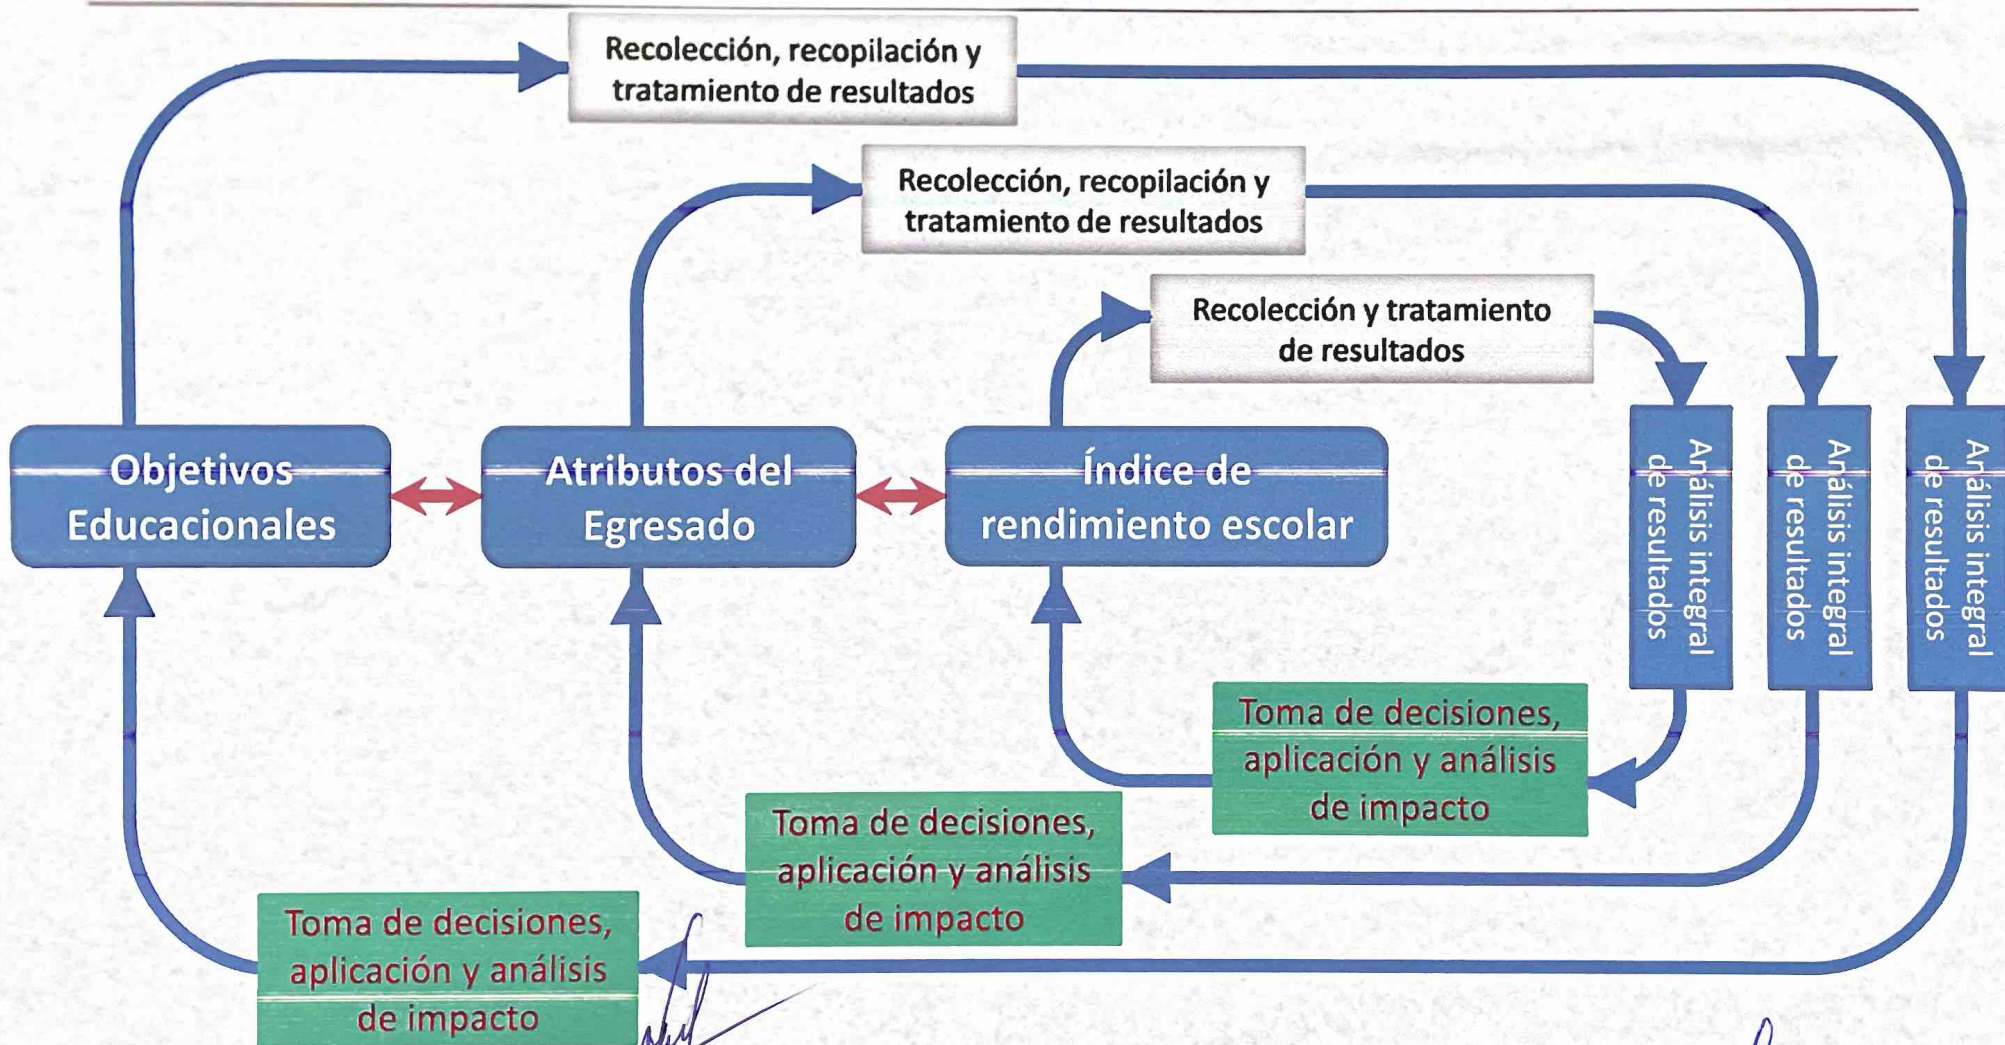 Recolección, recopilación y
tratamiento de resultados
Recolección, recopilación y
tratamiento de resultados
Recolección y tratamiento
de resultados
Objetivos
Educacionales
Atributos del
Egresado
Índice de
rendimiento escolar
Análisis integral
de resultados
Análisis integral
de resultados
Análisis integral
de resultados
Toma de decisiones,
aplicación y análisis
de impacto
Toma de decisiones,
aplicación y análisis
de impacto
Toma de decisiones,
aplicación y análisis
de impacto